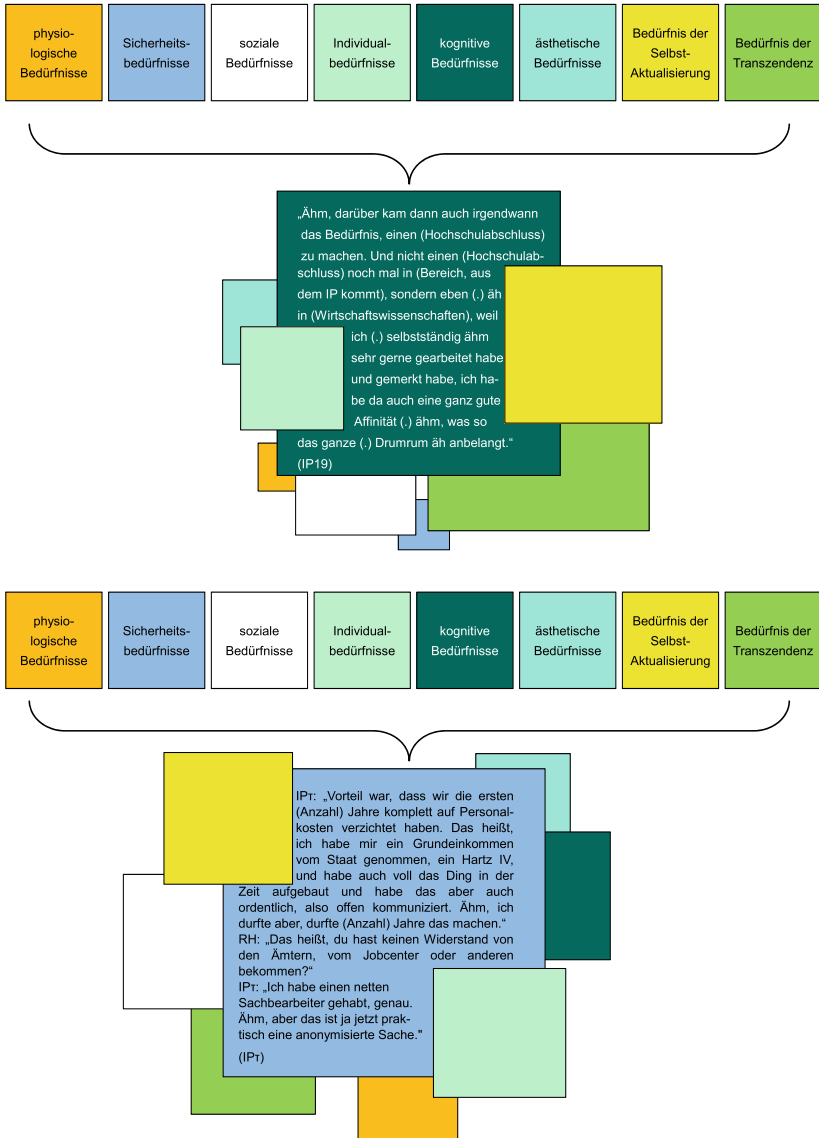 physio-
logische
Bedürfnisse
Sicherheits-
bedürfnisse
soziale
Bedürfnisse
Individual-
bedürfnisse
kognitive
Bedürfnisse
ästhetische
Bedürfnisse
Bedürfnis der
Selbst-
Aktualisierung
Bedürfnis der
Transzendenz
„Ähm, darüber kam dann auch irgendwann
das Bedürfnis, einen (Hochschulabschluss)
zu machen. Und nicht einen (Hochschulab-
schluss) noch mal in (Bereich, aus
dem IP kommt), sondern eben (.) äh
in (Wirtschaftswissenschaften), weil
ich (.) selbstständig ähm
sehr gerne gearbeitet habe
und gemerkt habe, ich ha-
be da auch eine ganz gute
Affinität (.) ähm, was so
das ganze (.) Drumrum äh anbelangt.“
(IP19)
physio-
logische
Bedürfnisse
Sicherheits-
bedürfnisse
soziale
Bedürfnisse
Individual-
bedürfnisse
kognitive
Bedürfnisse
ästhetische
Bedürfnisse
Bedürfnis der
Selbst-
Aktualisierung
Bedürfnis der
Transzendenz
IPT: „Vorteil war, dass wir die ersten
(Anzahl) Jahre komplett auf Personal-
kosten verzichtet haben. Das heißt,
ich habe mir ein Grundeinkommen
vom Staat genommen, ein Hartz IV,
und habe auch voll das Ding in der
Zeit aufgebaut und habe das aber auch
ordentlich, also offen kommuniziert. Ähm, ich
durfte aber, durfte (Anzahl) Jahre das machen.“
RH: „Das heißt, du hast keinen Widerstand von
den Ämtern, vom Jobcenter oder anderen
bekommen?“
IPT: „Ich habe einen netten
Sachbearbeiter gehabt, genau.
Ähm, aber das ist ja jetzt prak-
tisch eine anonymisierte Sache."
(IPT)